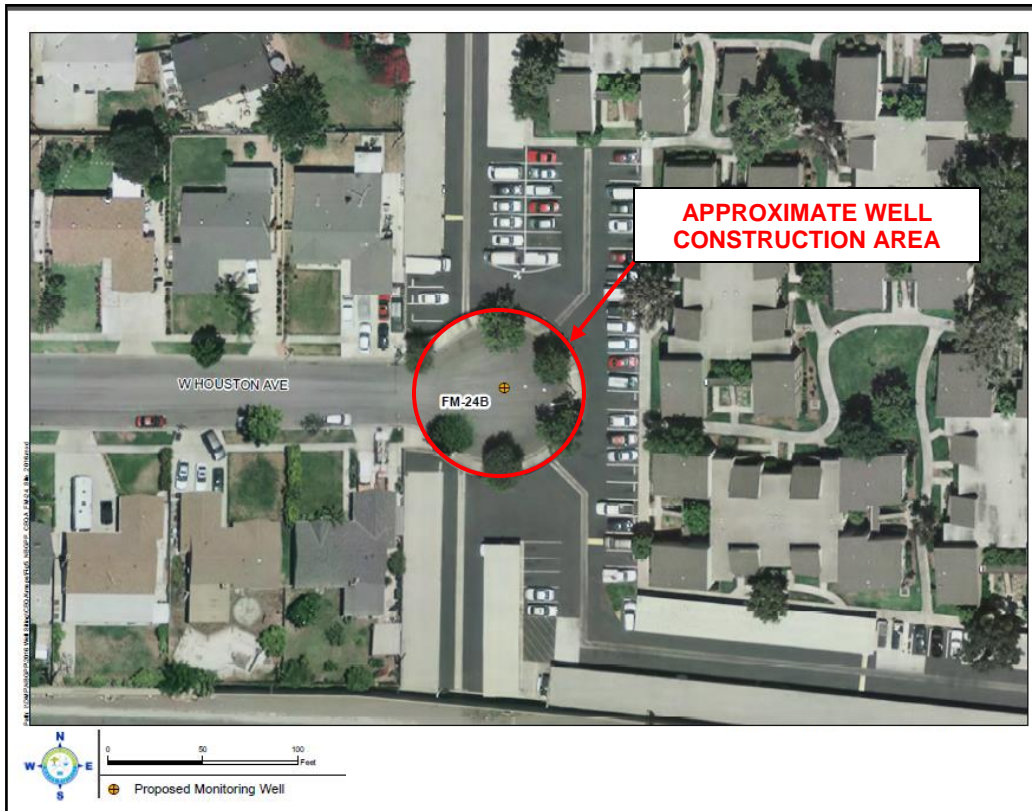 APPROXIMATE WELL
CONSTRUCTION AREA
W HOUSTON AVE
FM-24B
N
W
E
S
0
50
100
Feet
Proposed Monitoring Well